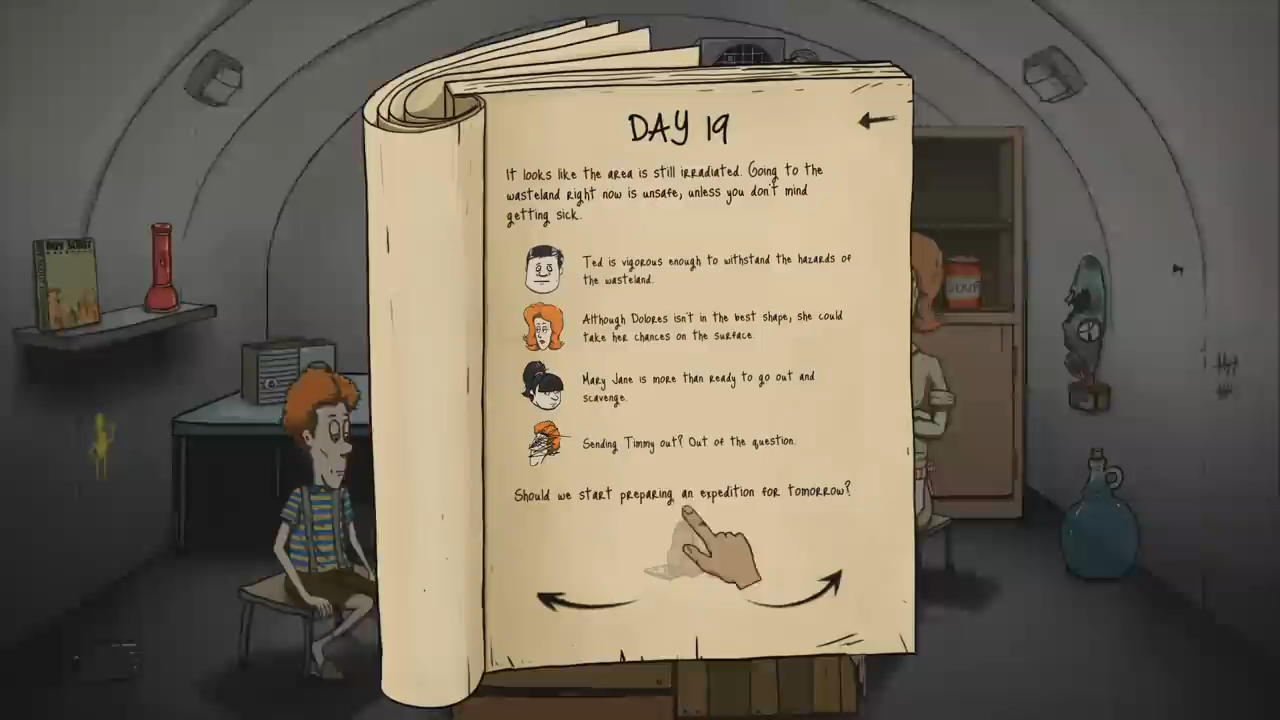 DAY 19
It looks like the area is still irradiated. Going to the
wasteland right now is unsafe, unless you don't mind
getting sick.
Ted is vigorous enough to withstand the hazards of
the wasteland.
Although Dolores isn't in the best shape, she could
take her chances on the surface.
Mary Jane is more than ready to go out and
scavenge.
Sending Timmy out? Out of the question.
Should we start preparing an expedition for tomorrow?
SOUP